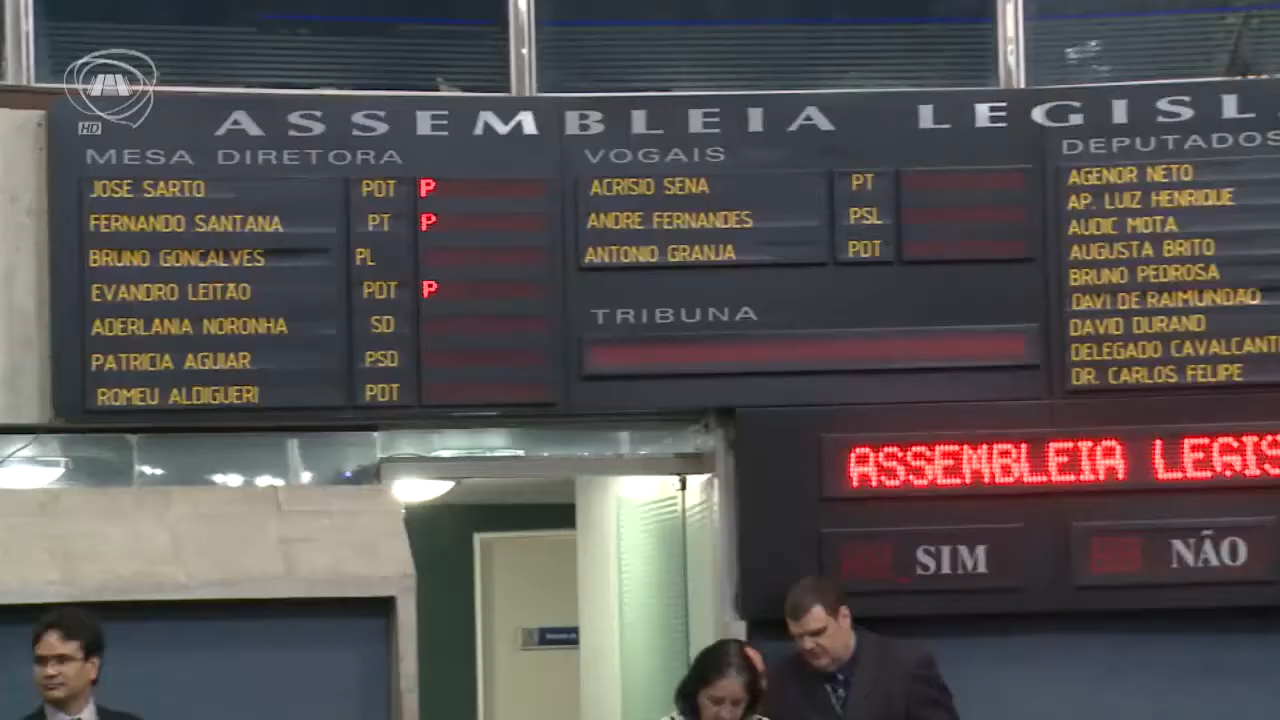 HD
ASSEMBLEIA LEGISL
MESA DIRETORA
JOSE SARTO PDT P
FERNANDO SANTANA PT P
BRUNO GONCALVES PL
EVANDRO LEITÃO PDT P
ADERLANIA NORONHA SD
PATRICIA AGUIAR PSD
ROMEU ALDIGUERI PDT
VOGAIS
ACRISIO SENA PT
ANDRE FERNANDES PSL
ANTONIO GRANJA PDT
TRIBUNA
DEPUTADOS
AGENOR NETO
AP. LUIZ HENRIQUE
AUDIC MOTA
AUGUSTA BRITO
BRUNO PEDROSA
DAVI DE RAIMUNDÃO
DAVID DURAND
DELEGADO CAVALCANTI
DR. CARLOS FELIPE
ASSEMBLEIA LEGIS
SIM NÃO